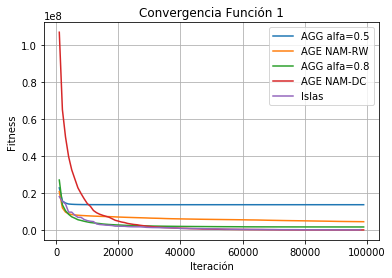 Convergencia Función 1
1e8
AGG alfa=0.5
AGE NAM-RW
AGG alfa=0.8
AGE NAM-DC
Islas
Fitness
1.0
0.8
0.6
0.4
0.2
0.0
0 20000 40000 60000 80000 100000
Iteración